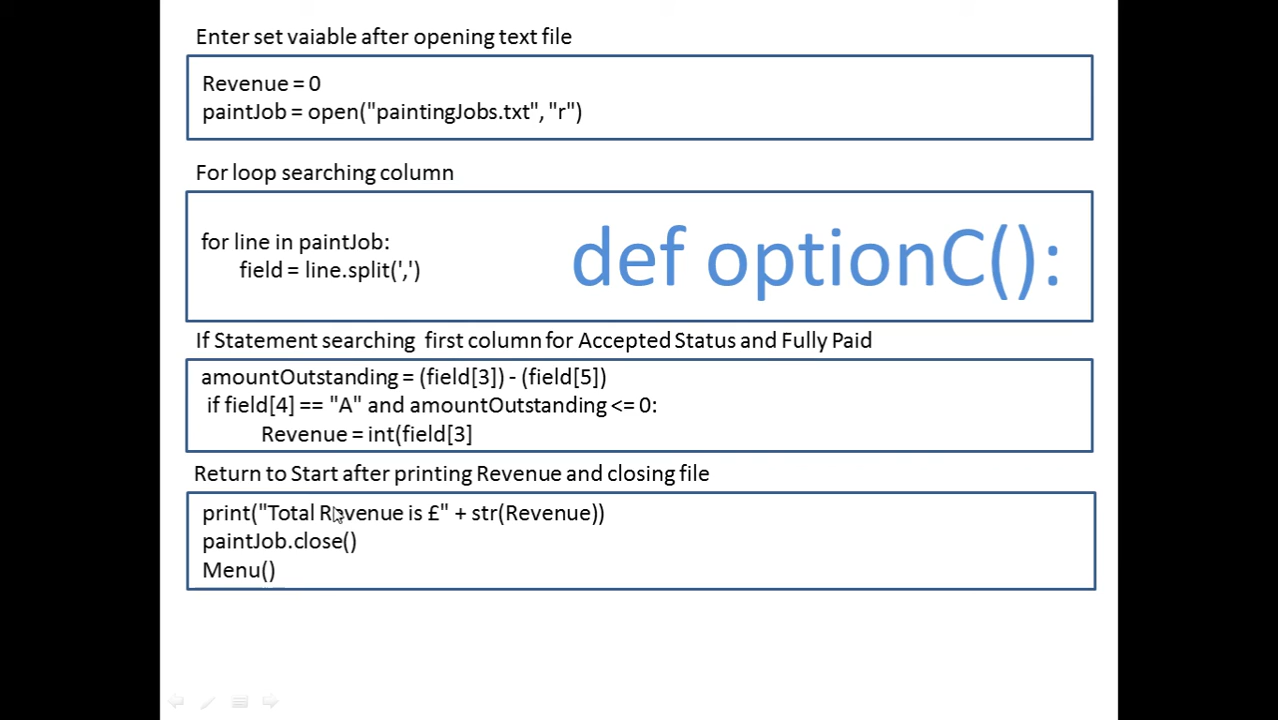 Enter set vaiable after opening text file
Revenue = 0
paintJob = open("paintingJobs.txt", "r")
For loop searching column
for line in paintJob:
field = line.split(',')
def optionC():
If Statement searching  first column for Accepted Status and Fully Paid
amountOutstanding = (field[3]) - (field[5])
if field[4] == "A" and amountOutstanding <= 0:
Revenue = int(field[3]
Return to Start after printing Revenue and closing file
print("Total Revenue is £" + str(Revenue))
paintJob.close()
Menu()